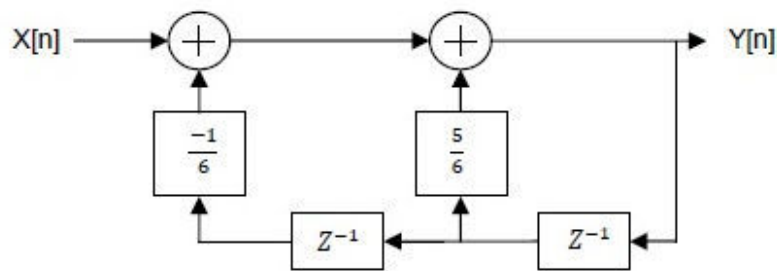 X[n]
+
+
Y[n]
-1/6
5/6
Z⁻¹
Z⁻¹